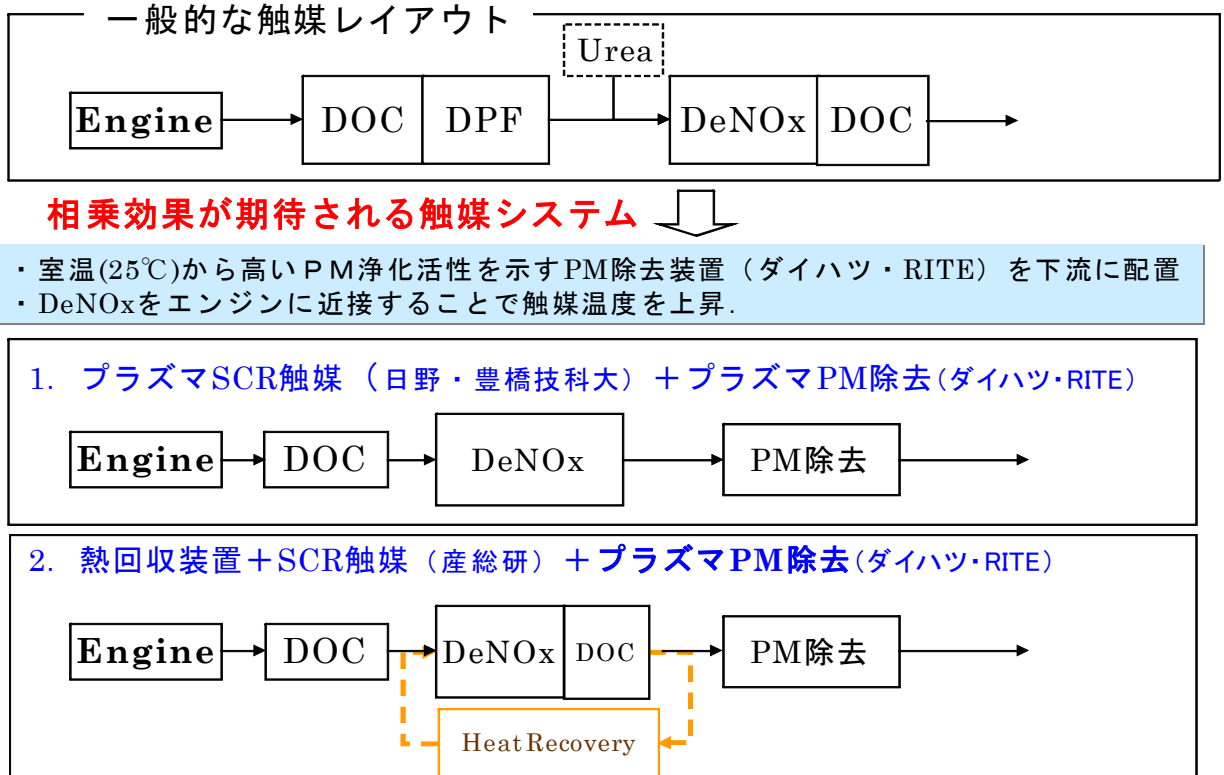 一般的な触媒レイアウト
Urea
Engine DOC DPF DeNOx DOC
相乗効果が期待される触媒システム
・室温(25℃)から高いPM浄化活性を示すPM除去装置（ダイハツ・RITE）を下流に配置
・DeNOxをエンジンに近接することで触媒温度を上昇.
1. プラズマSCR触媒（日野・豊橋技科大）＋プラズマPM除去(ダイハツ・RITE)
Engine DOC DeNOx PM除去
2. 熱回収装置＋SCR触媒（産総研）＋プラズマPM除去(ダイハツ・RITE)
Engine DOC DeNOx DOC PM除去
HeatRecovery